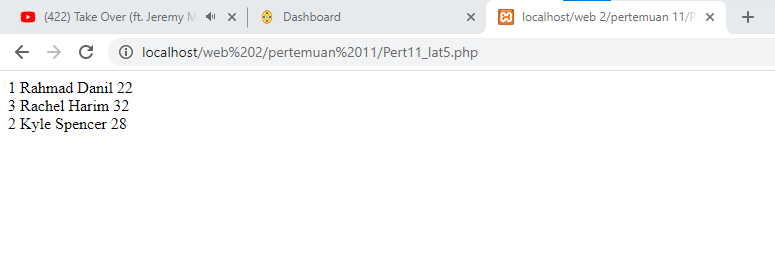 (422) Take Over (ft. Jeremy M
Dashboard
localhost/web 2/pertemuan 11/P
localhost/web%202/pertemuan%2011/Pert11_lat5.php
1 Rahmad Danil 22
3 Rachel Harim 32
2 Kyle Spencer 28